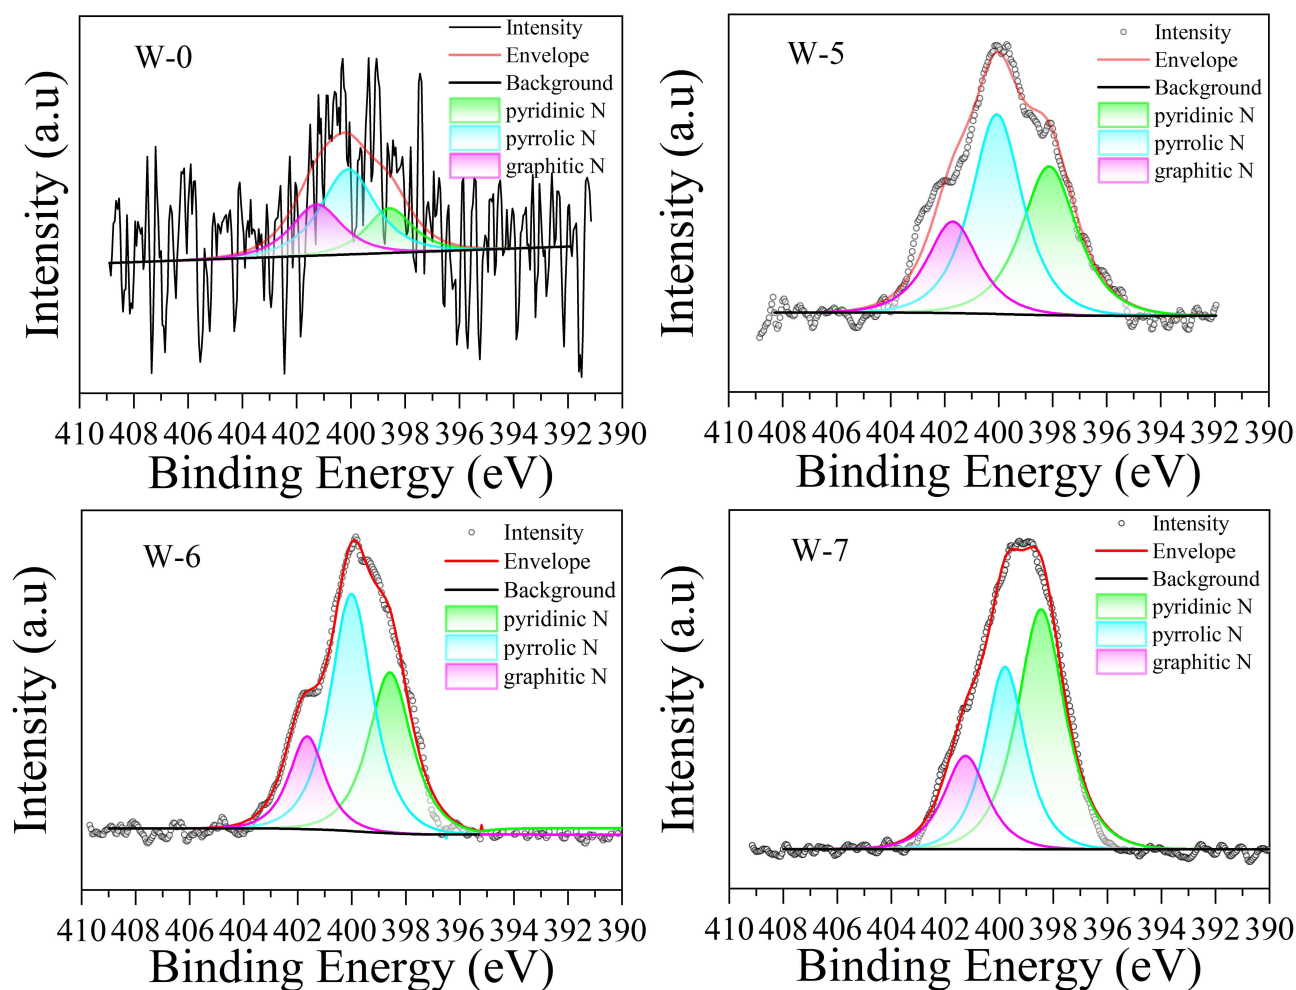 W-0
Intensity
Envelope
Background
pyridinic N
pyrrolic N
graphitic N
Intensity (a.u)
410 408 406 404 402 400 398 396 394 392 390
Binding Energy (eV)
W-5
Intensity
Envelope
Background
pyridinic N
pyrrolic N
graphitic N
Intensity (a.u)
410 408 406 404 402 400 398 396 394 392 390
Binding Energy (eV)
W-6
Intensity
Envelope
Background
pyridinic N
pyrrolic N
graphitic N
Intensity (a.u)
410 408 406 404 402 400 398 396 394 392 390
Binding Energy (eV)
W-7
Intensity
Envelope
Background
pyridinic N
pyrrolic N
graphitic N
Intensity (a.u)
410 408 406 404 402 400 398 396 394 392 390
Binding Energy (eV)